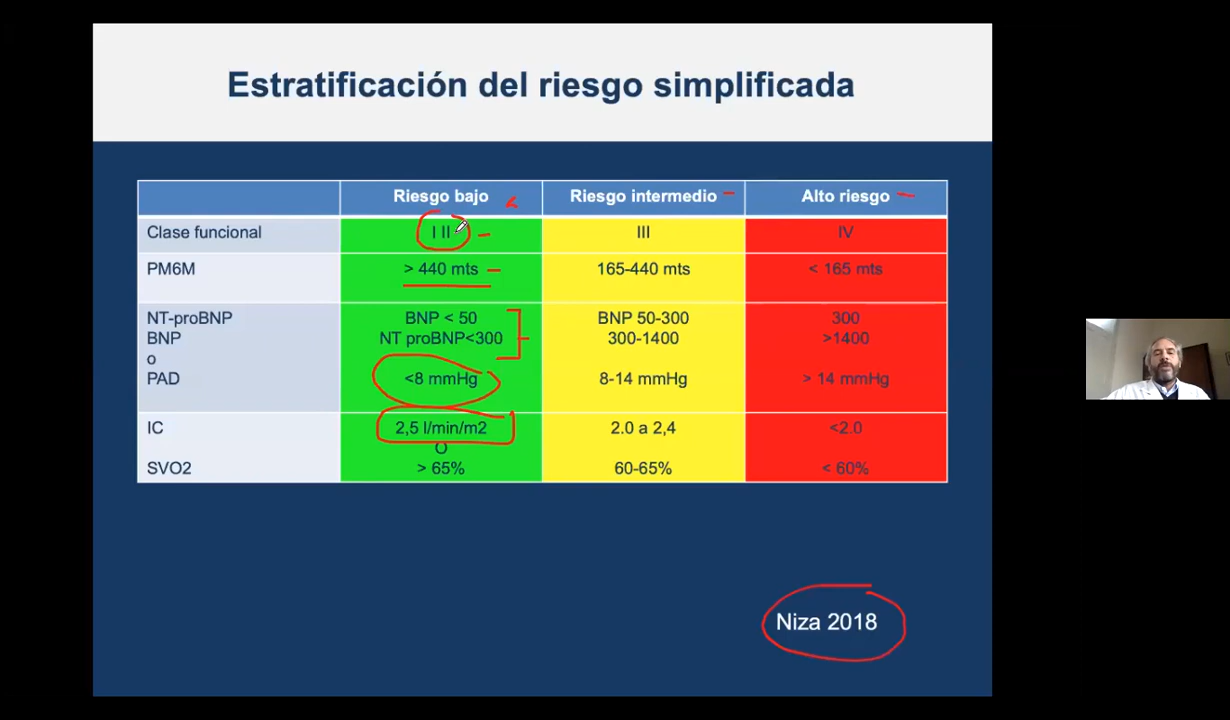 Estratificación del riesgo simplificada
Riesgo bajo Riesgo intermedio Alto riesgo
Clase funcional I II III IV
PM6M > 440 mts 165-440 mts < 165 mts
NT-proBNP BNP < 50 BNP 50-300 300
BNP NT proBNP<300 300-1400 >1400
o
PAD <8 mmHg 8-14 mmHg > 14 mmHg
IC 2,5 l/min/m2 2.0 a 2,4 <2.0
O
SVO2 > 65% 60-65% < 60%
Niza 2018